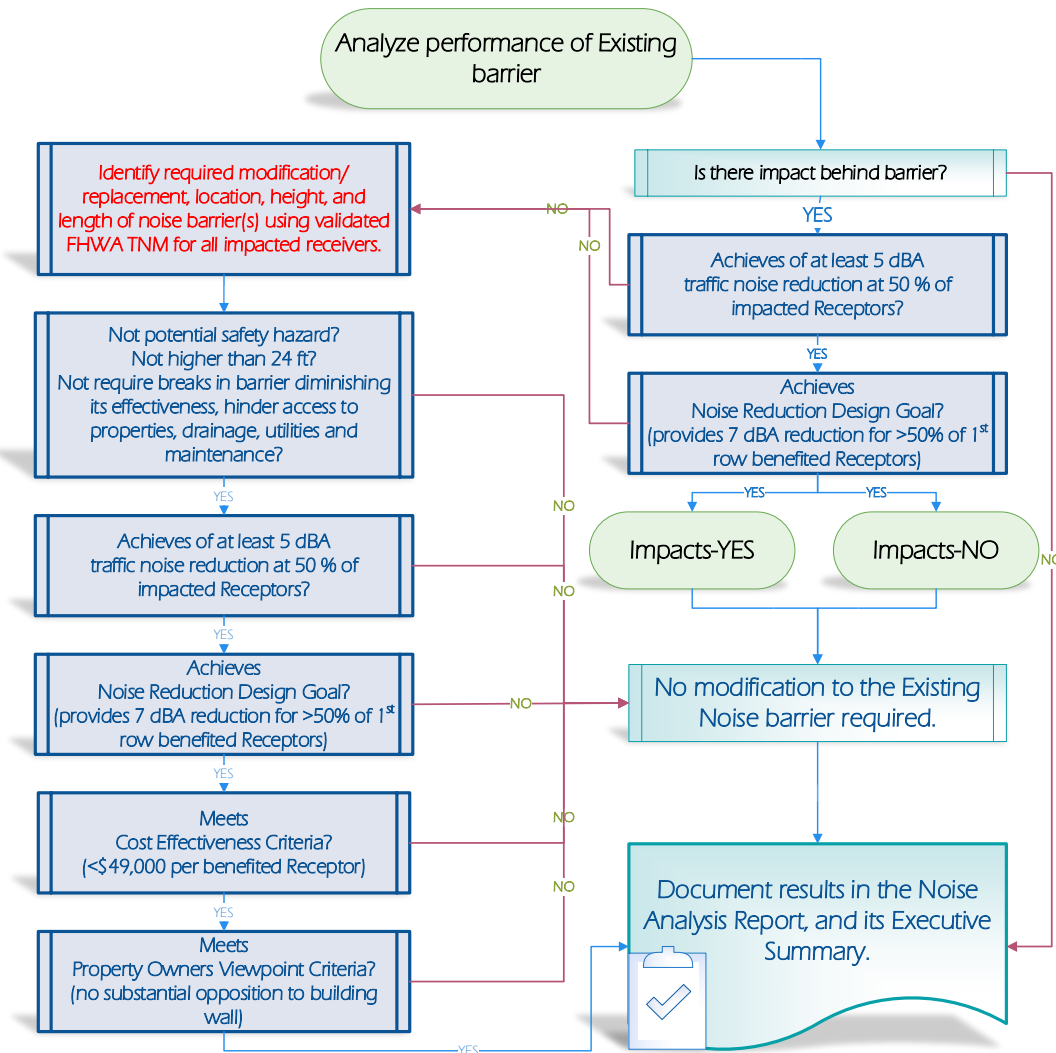 Analyze performance of Existing
barrier
Is there impact behind barrier?
YES
Achieves of at least 5 dBA
traffic noise reduction at 50 % of
impacted Receptors?
NO
NO
YES
Achieves
Noise Reduction Design Goal?
(provides 7 dBA reduction for >50% of 1st
row benefited Receptors)
YES
YES
Impacts-YES
Impacts-NO
NO
No modification to the Existing
Noise barrier required.
Document results in the Noise
Analysis Report, and its Executive
Summary.
Identify required modification/
replacement, location, height, and
length of noise barrier(s) using validated
FHWA TNM for all impacted receivers.
Not potential safety hazard?
Not higher than 24 ft?
Not require breaks in barrier diminishing
its effectiveness, hinder access to
properties, drainage, utilities and
maintenance?
NO
YES
Achieves of at least 5 dBA
traffic noise reduction at 50 % of
impacted Receptors?
NO
YES
Achieves
Noise Reduction Design Goal?
(provides 7 dBA reduction for >50% of 1st
row benefited Receptors)
NO
YES
Meets
Cost Effectiveness Criteria?
(<$49,000 per benefited Receptor)
NO
YES
Meets
Property Owners Viewpoint Criteria?
(no substantial opposition to building
wall)
NO
YES